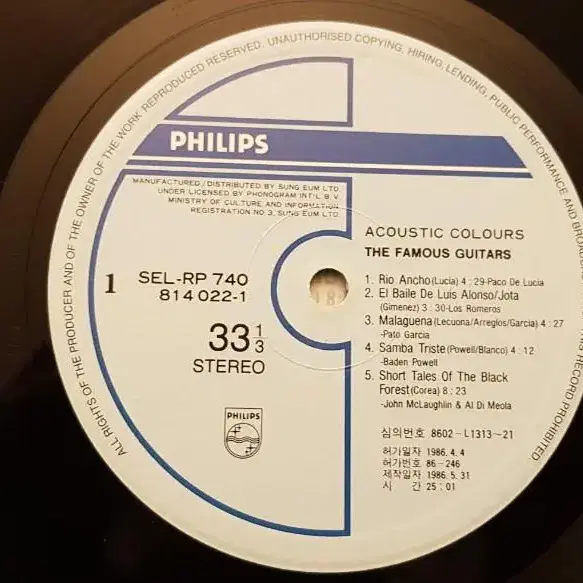 ALL RIGHTS OF THE PRODUCER AND OF THE OWNER OF THE WORK REPRODUCED RESERVED. UNAUTHORISED COPYING, HIRING, LENDING, PUBLIC PERFORMANCE AND BROADCAS
RECORD PROHIBITED
PHILIPS
MANUFACTURED/DISTRIBUTED BY SUNG EUM LTD.
UNDER LICENSED BY PHONOGRAM INT'L B.V.
MINISTRY OF CULTURE AND INFORMATION
REGISTRATION NO 3, SUNG EUM LTD.
1
SEL-RP 740
814 022-1
33 1/3
STEREO
PHILIPS
ACOUSTIC COLOURS
THE FAMOUS GUITARS
1. Rio Ancho(Lucia) 4 : 29-Paco De Lucia
2. El Baile De Luis Alonso/Jota
(Gimenez) 3 : 30-Los Romeros
3. Malaguena(Lecuona/Arreglos/Garcia) 4 : 27
-Pato Garcia
4. Samba Triste(Powell/Blanco) 4 : 12
-Baden Powell
5. Short Tales Of The Black
Forest(Corea) 8 : 23
-John McLaughlin & Al Di Meola
심의번호 8602-L1313~21
허가일자 1986.4.4
허가번호 86-246
제작일자 1986.5.31
시 간 25:01